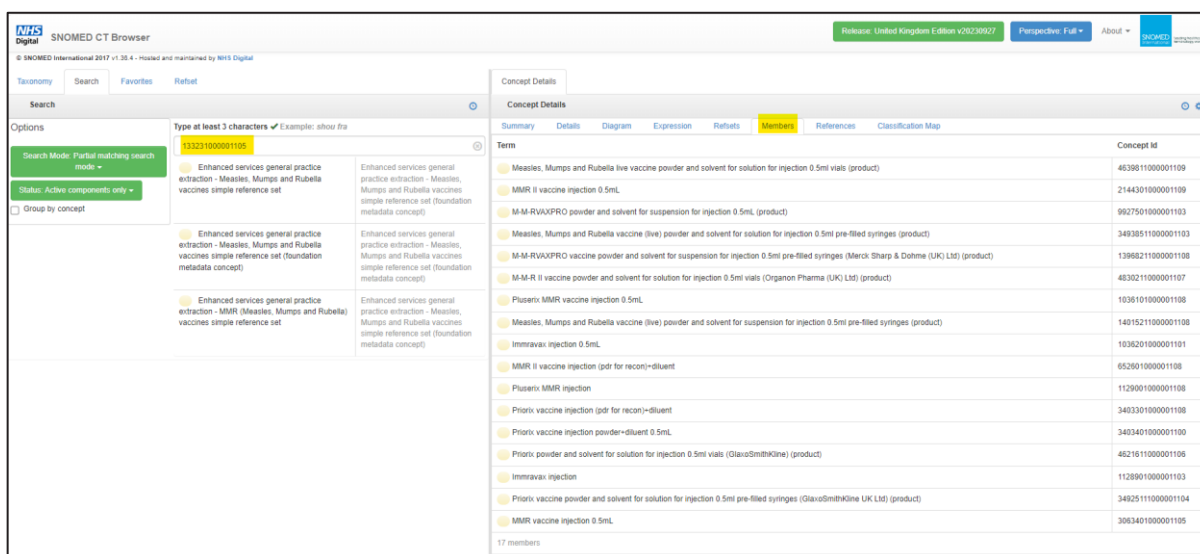 NHS
Digital
SNOMED CT Browser
Release: United Kingdom Edition v20230927
Perspective: Full
About
SNOMED
International
© SNOMED International 2017 v1.36.4 - Hosted and maintained by NHS Digital
Taxonomy Search Favorites Refset
Search
Options
Search Mode: Partial matching search
mode
Status: Active components only
Group by concept
Type at least 3 characters ✔ Example: shou fra
133231000001105
Enhanced services general practice
extraction - Measles, Mumps and Rubella
vaccines simple reference set
Enhanced services general
practice extraction - Measles,
Mumps and Rubella vaccines
simple reference set (foundation
metadata concept)
Enhanced services general practice
extraction - Measles, Mumps and Rubella
vaccines simple reference set (foundation
metadata concept)
Enhanced services general
practice extraction - Measles,
Mumps and Rubella vaccines
simple reference set (foundation
metadata concept)
Enhanced services general practice
extraction - MMR (Measles, Mumps and Rubella)
vaccines simple reference set
Enhanced services general
practice extraction - Measles,
Mumps and Rubella vaccines
simple reference set (foundation
metadata concept)
Concept Details
Concept Details
Summary Details Diagram Expression Refsets Members References Classification Map
Term Concept Id
Measles, Mumps and Rubella live vaccine powder and solvent for solution for injection 0.5ml vials (product) 4639811000001109
MMR II vaccine injection 0.5mL 2144301000001109
M-M-RVAXPRO powder and solvent for suspension for injection 0.5mL (product) 9927501000001103
Measles, Mumps and Rubella vaccine (live) powder and solvent for solution for injection 0.5ml pre-filled syringes (product) 34938511000001103
M-M-RVAXPRO vaccine powder and solvent for suspension for injection 0.5ml pre-filled syringes (Merck Sharp & Dohme (UK) Ltd) (product) 13968211000001108
M-M-R II vaccine powder and solvent for solution for injection 0.5ml vials (Organon Pharma (UK) Ltd) (product) 4830211000001107
Pluserix MMR vaccine injection 0.5mL 1036101000001108
Measles, Mumps and Rubella vaccine (live) powder and solvent for suspension for injection 0.5ml pre-filled syringes (product) 14015211000001108
Immravax injection 0.5mL 1036201000001101
MMR II vaccine injection (pdr for recon)+diluent 652601000001108
Pluserix MMR injection 1129001000001108
Priorix vaccine injection (pdr for recon)+diluent 3403301000001108
Priorix vaccine injection powder+diluent 0.5mL 3403401000001100
Priorix powder and solvent for solution for injection 0.5ml vials (GlaxoSmithKline) (product) 4621611000001106
Immravax injection 1128901000001103
Priorix vaccine powder and solvent for solution for injection 0.5ml pre-filled syringes (GlaxoSmithKline UK Ltd) (product) 34925111000001104
MMR vaccine injection 0.5mL 3063401000001105
17 members